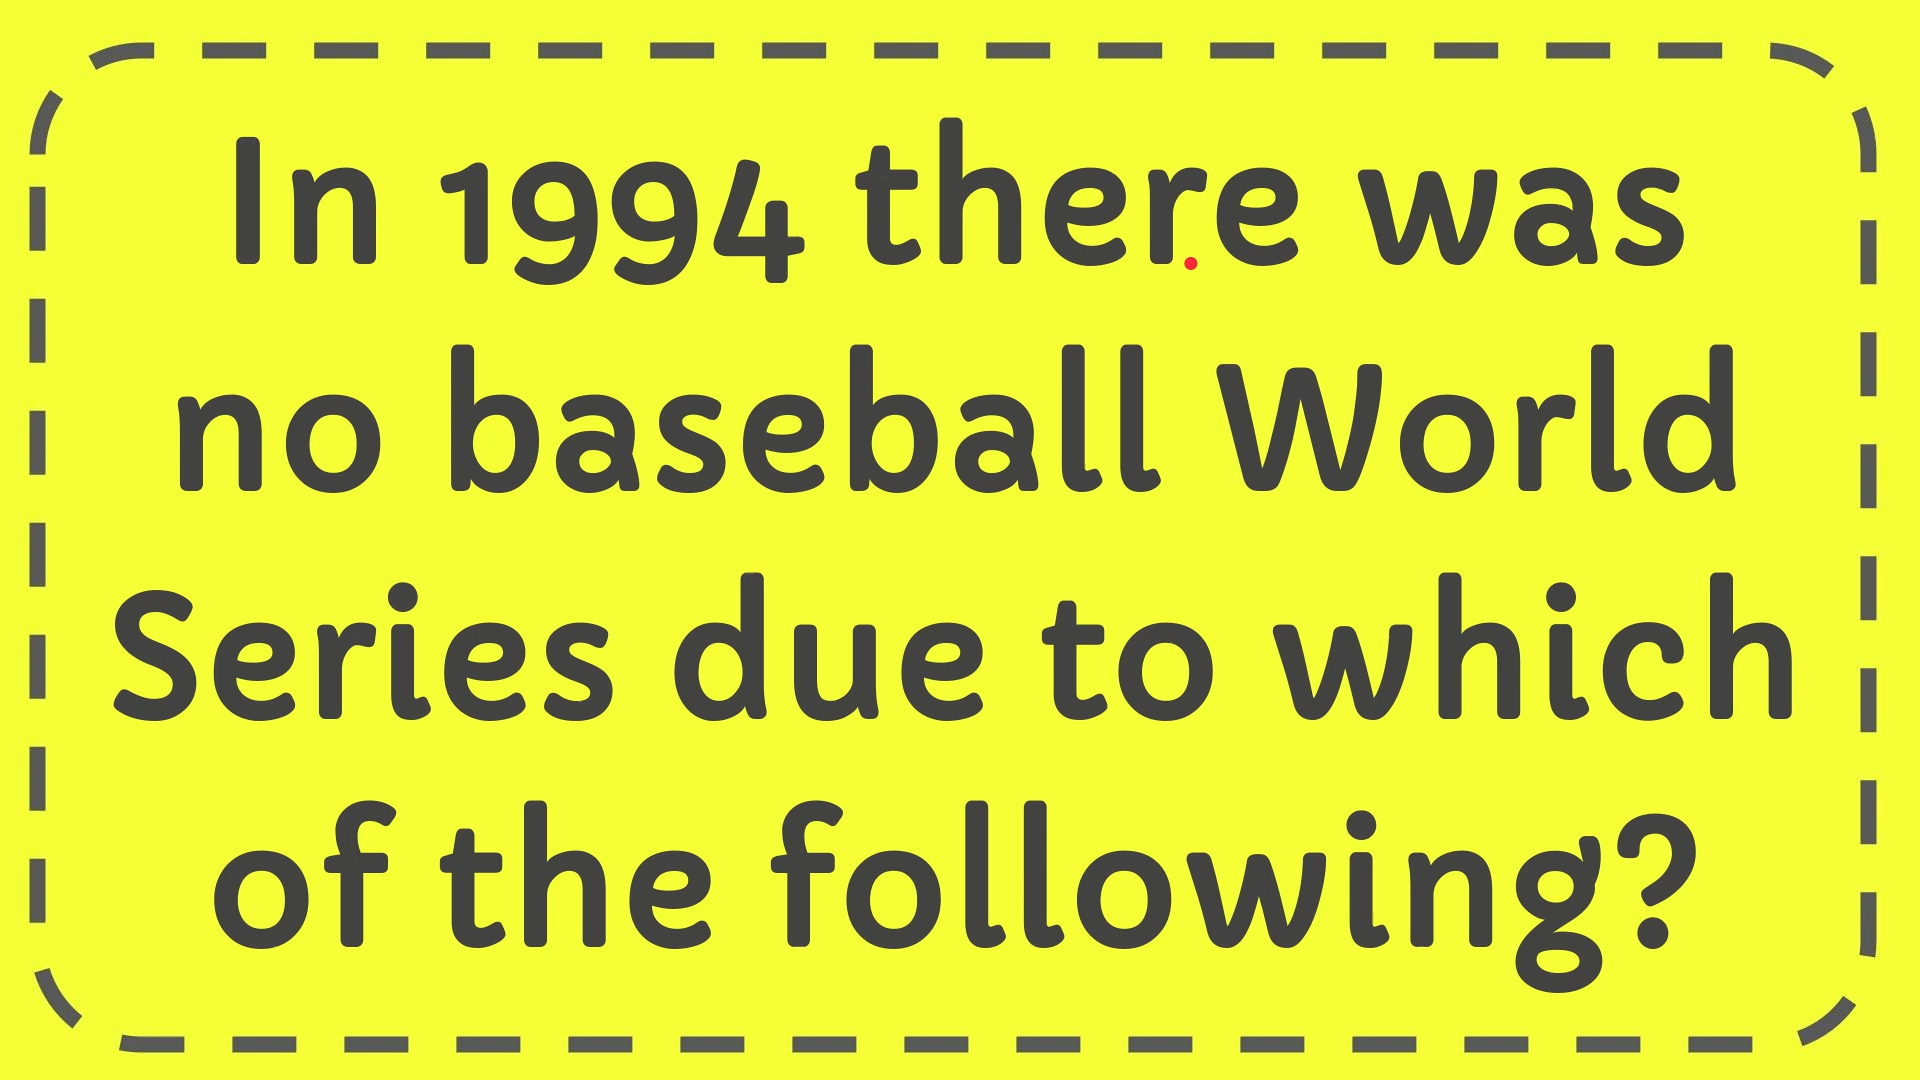 In 1994 there was
no baseball World
Series due to which
of the following?